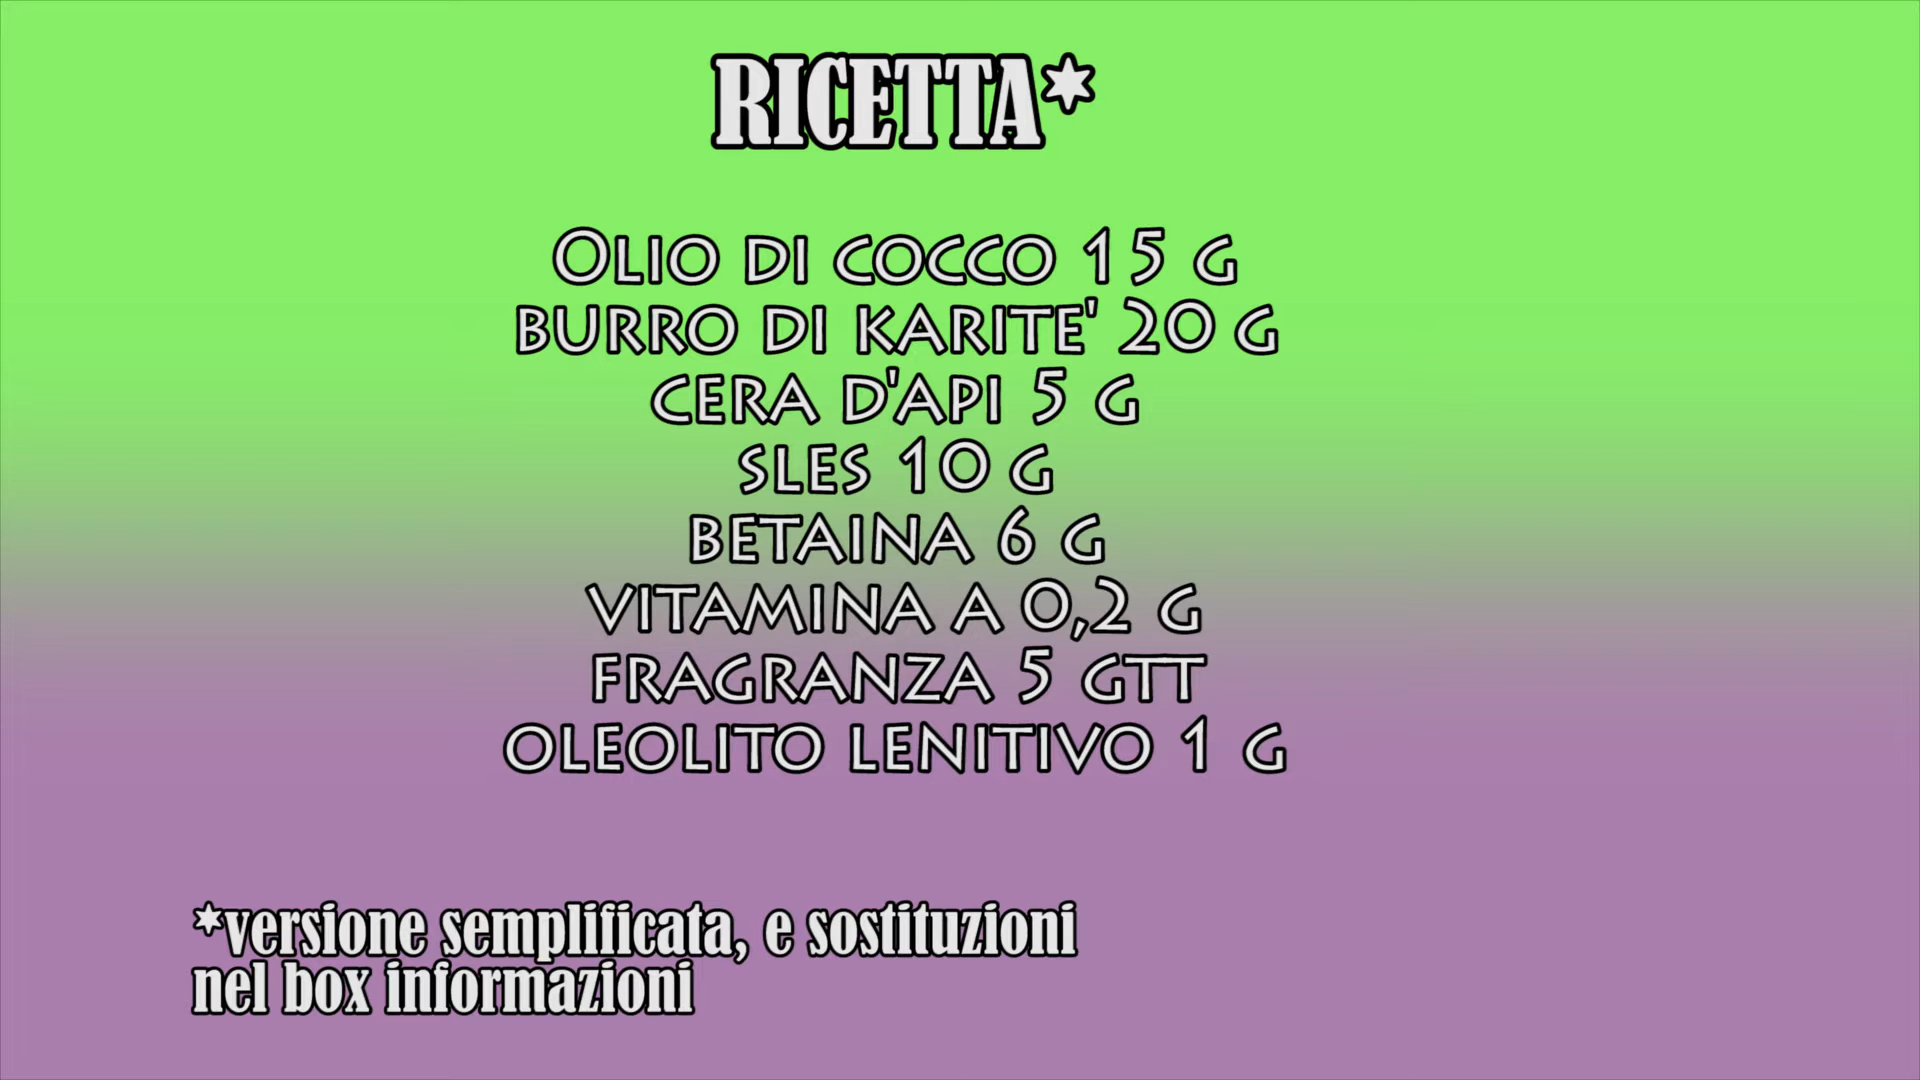 RICETTA*
OLIO DI COCCO 15 G
BURRO DI KARITE' 20 G
CERA D'API 5 G
SLES 10 G
BETAINA 6 G
VITAMINA A 0,2 G
FRAGRANZA 5 GTT
OLEOLITO LENITIVO 1 G
*versione semplificata, e sostituzioni
nel box informazioni